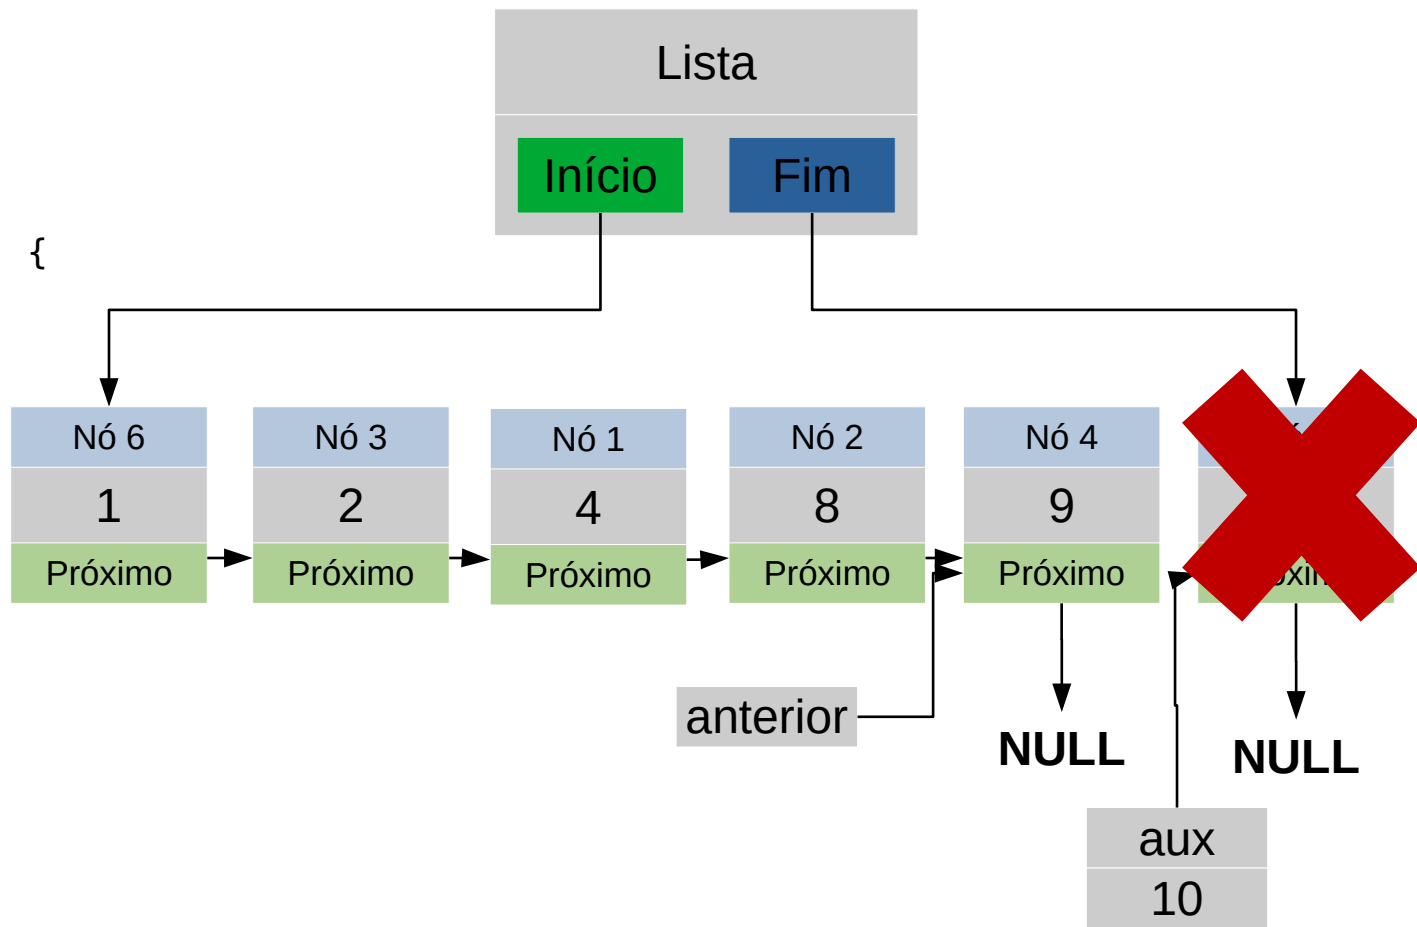 Lista
Início
Fim
{
Nó 6
Nó 3
Nó 1
Nó 2
Nó 4
1
2
4
8
9
Próximo
Próximo
Próximo
Próximo
Próximo
anterior
NULL
NULL
aux
10